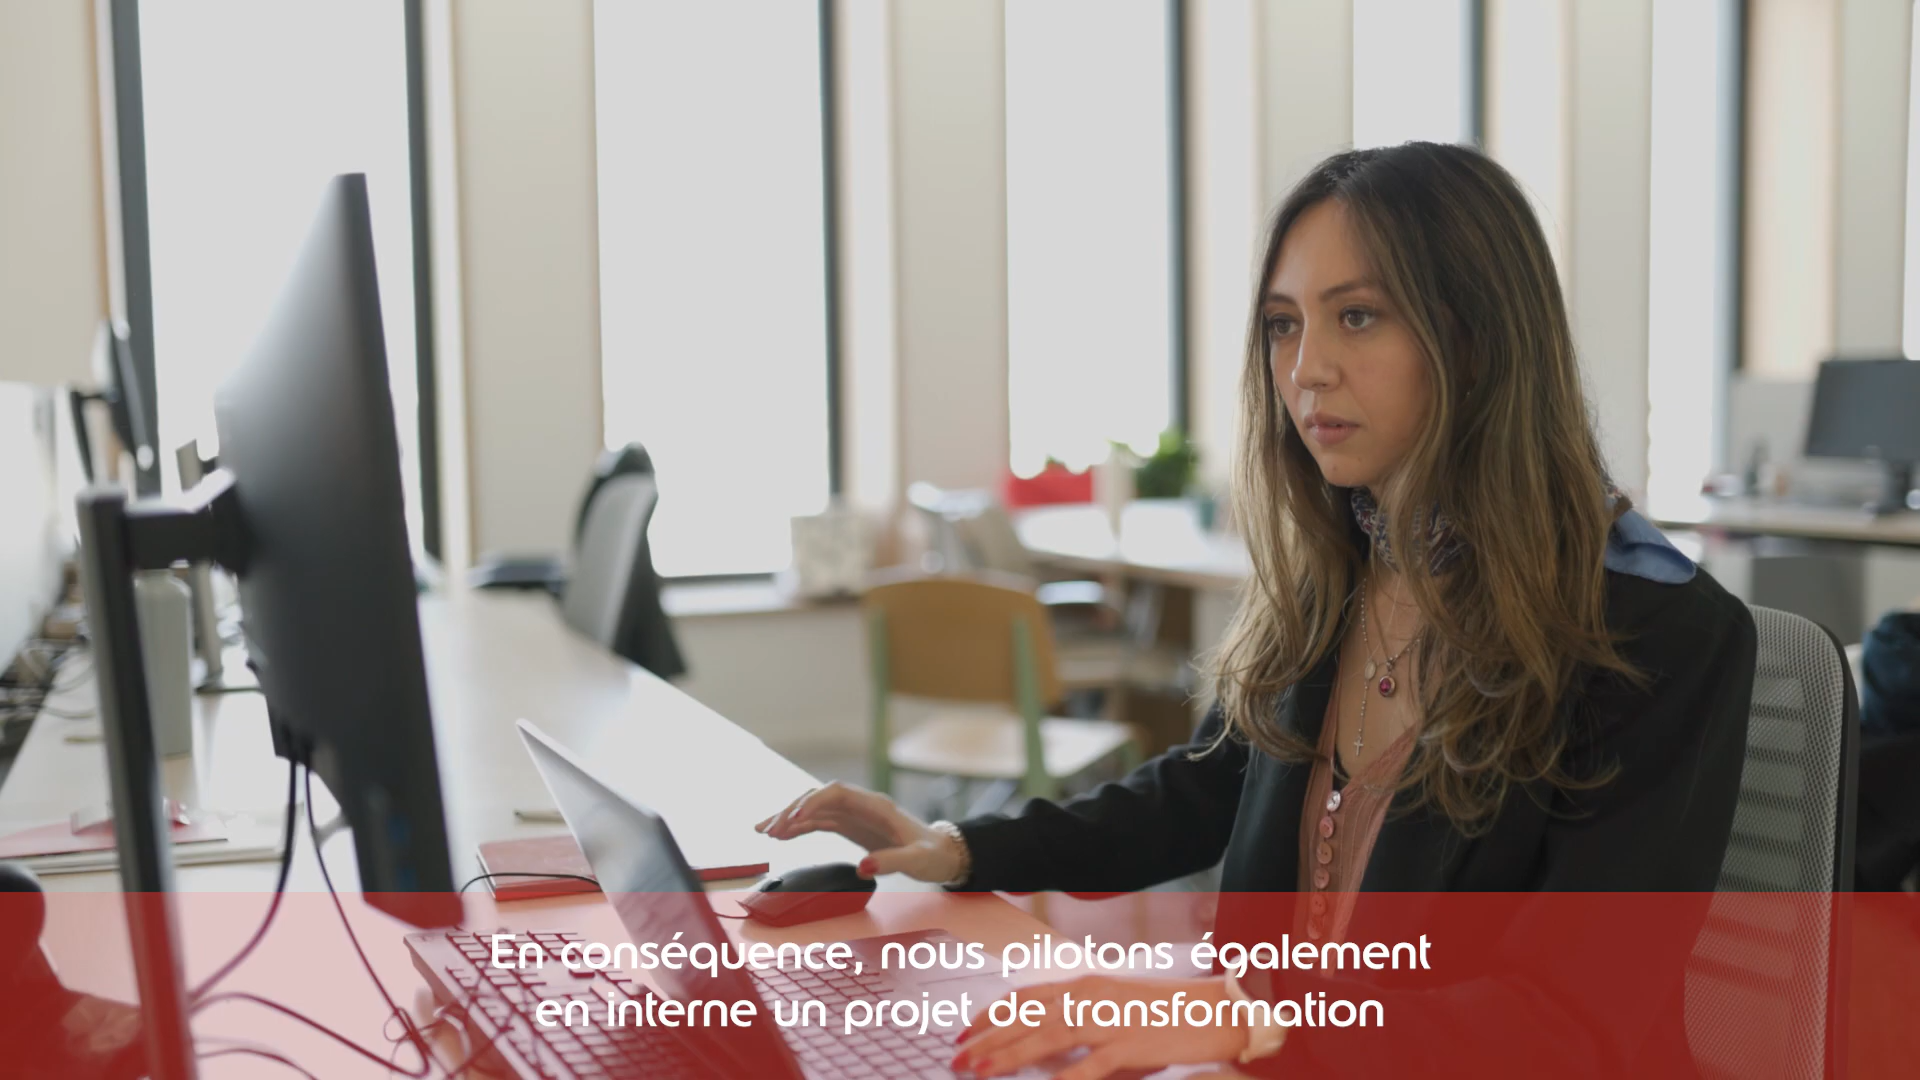 En conséquence, nous pilotons également
en interne un projet de transformation